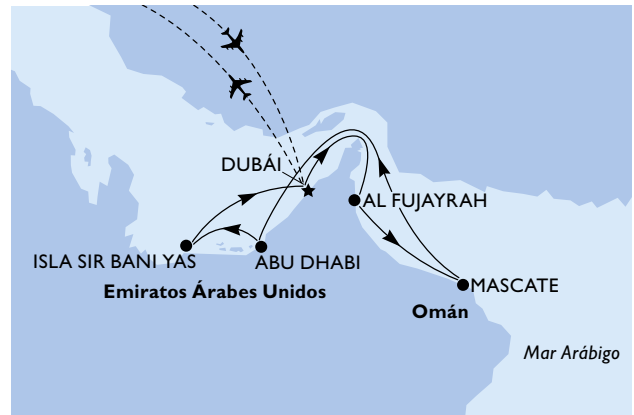 DUBÁI
AL FUJAYRAH
ISLA SIR BANI YAS
ABU DHABI
Emiratos Árabes Unidos
MASCATE
Omán
Mar Arábigo